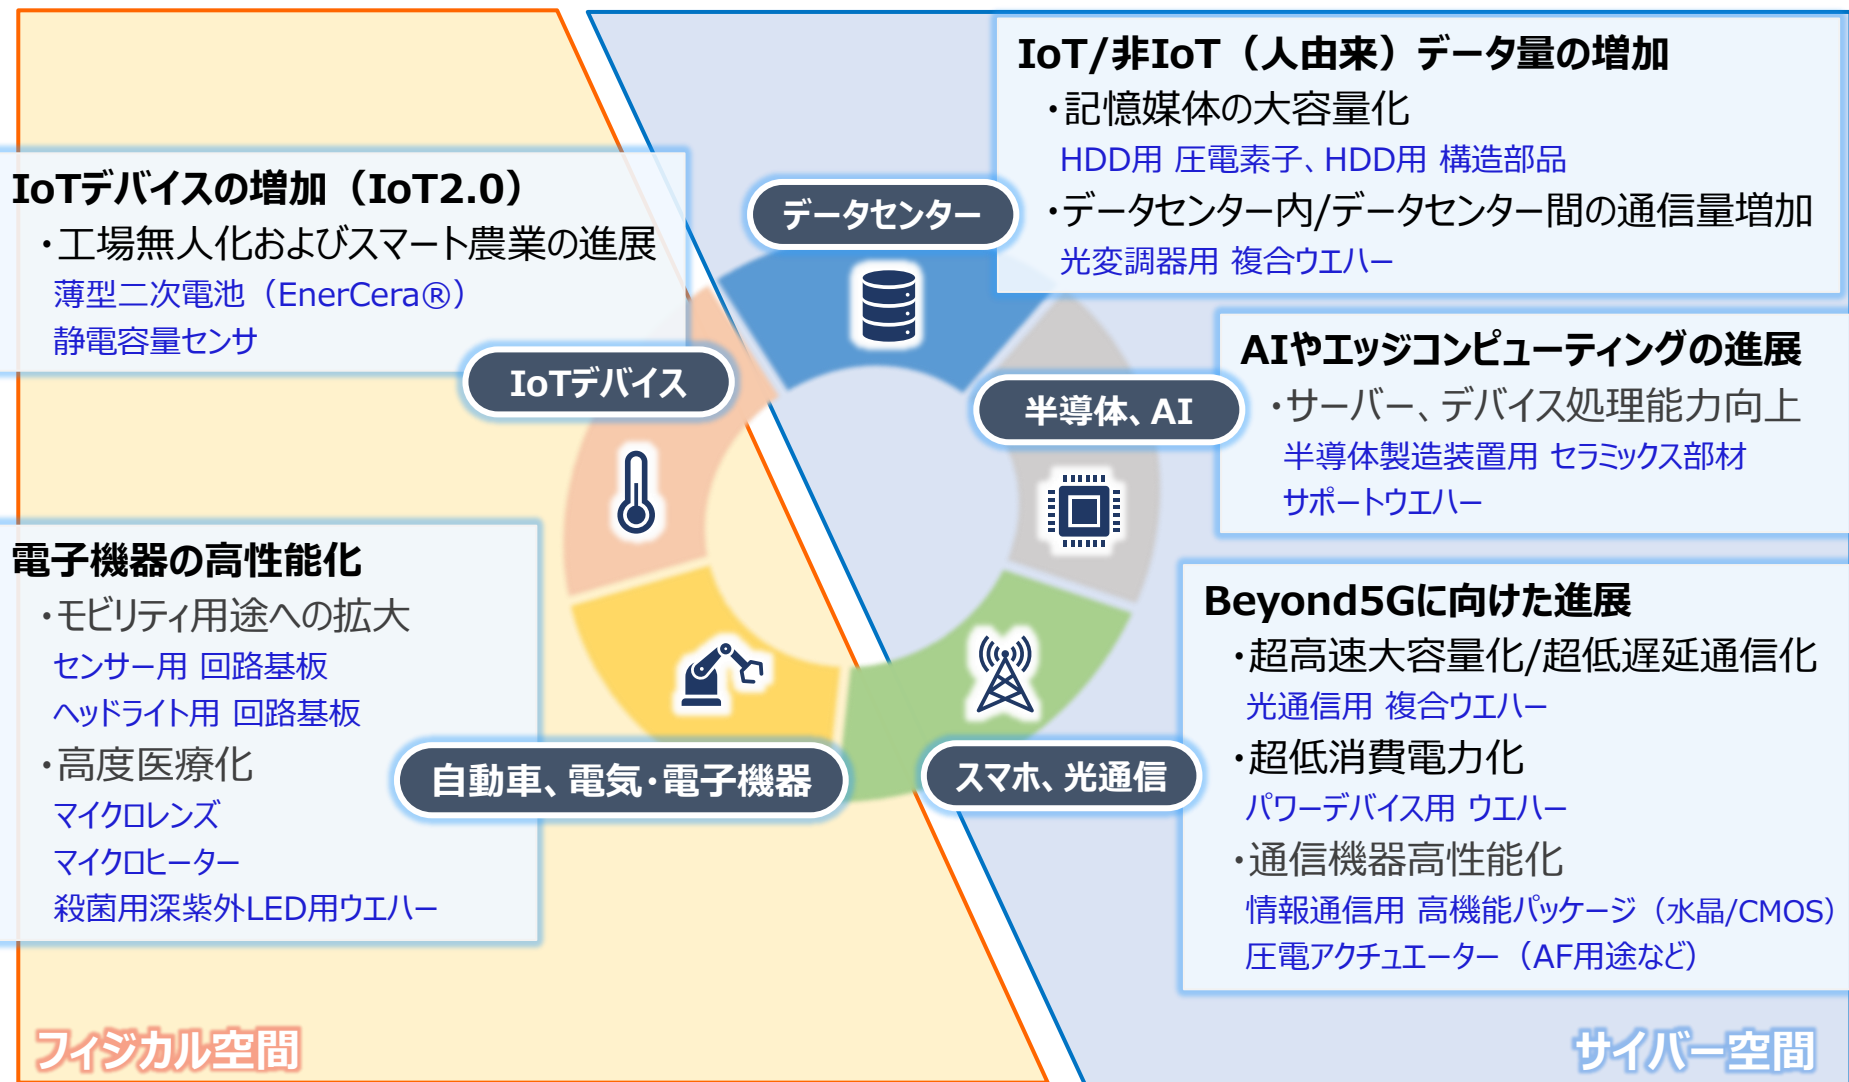 IoT/非IoT（人由来）データ量の増加
・記憶媒体の大容量化
HDD用 圧電素子、HDD用 構造部品
・データセンター内/データセンター間の通信量増加
光変調器用 複合ウエハー
データセンター
IoTデバイスの増加（IoT2.0）
・工場無人化およびスマート農業の進展
薄型二次電池（EnerCera®）
静電容量センサ
IoTデバイス
AIやエッジコンピューティングの進展
・サーバー、デバイス処理能力向上
半導体製造装置用 セラミックス部材
サポートウエハー
半導体、AI
電子機器の高性能化
・モビリティ用途への拡大
センサー用 回路基板
ヘッドライト用 回路基板
・高度医療化
マイクロレンズ
マイクロヒーター
殺菌用深紫外LED用ウエハー
自動車、電気・電子機器
Beyond5Gに向けた進展
・超高速大容量化/超低遅延通信化
光通信用 複合ウエハー
・超低消費電力化
パワーデバイス用 ウエハー
・通信機器高性能化
情報通信用 高機能パッケージ（水晶/CMOS）
圧電アクチュエーター（AF用途など）
スマホ、光通信
フィジカル空間
サイバー空間